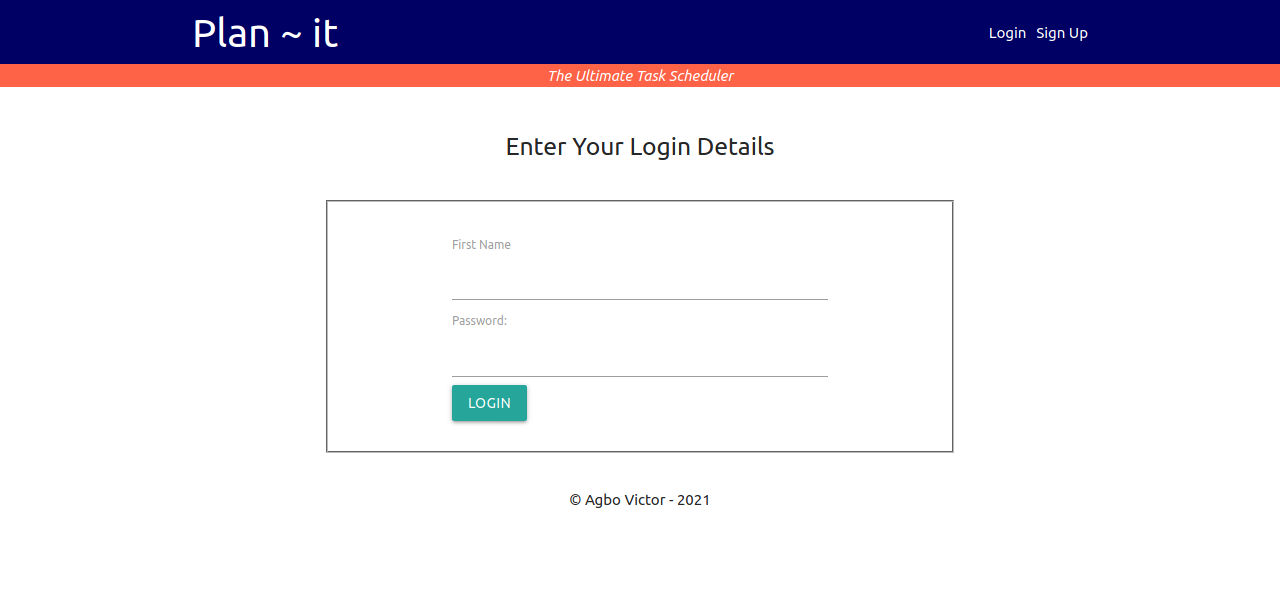 Plan ~ it
Login Sign Up
The Ultimate Task Scheduler
Enter Your Login Details
First Name
Password:
LOGIN
© Agbo Victor - 2021